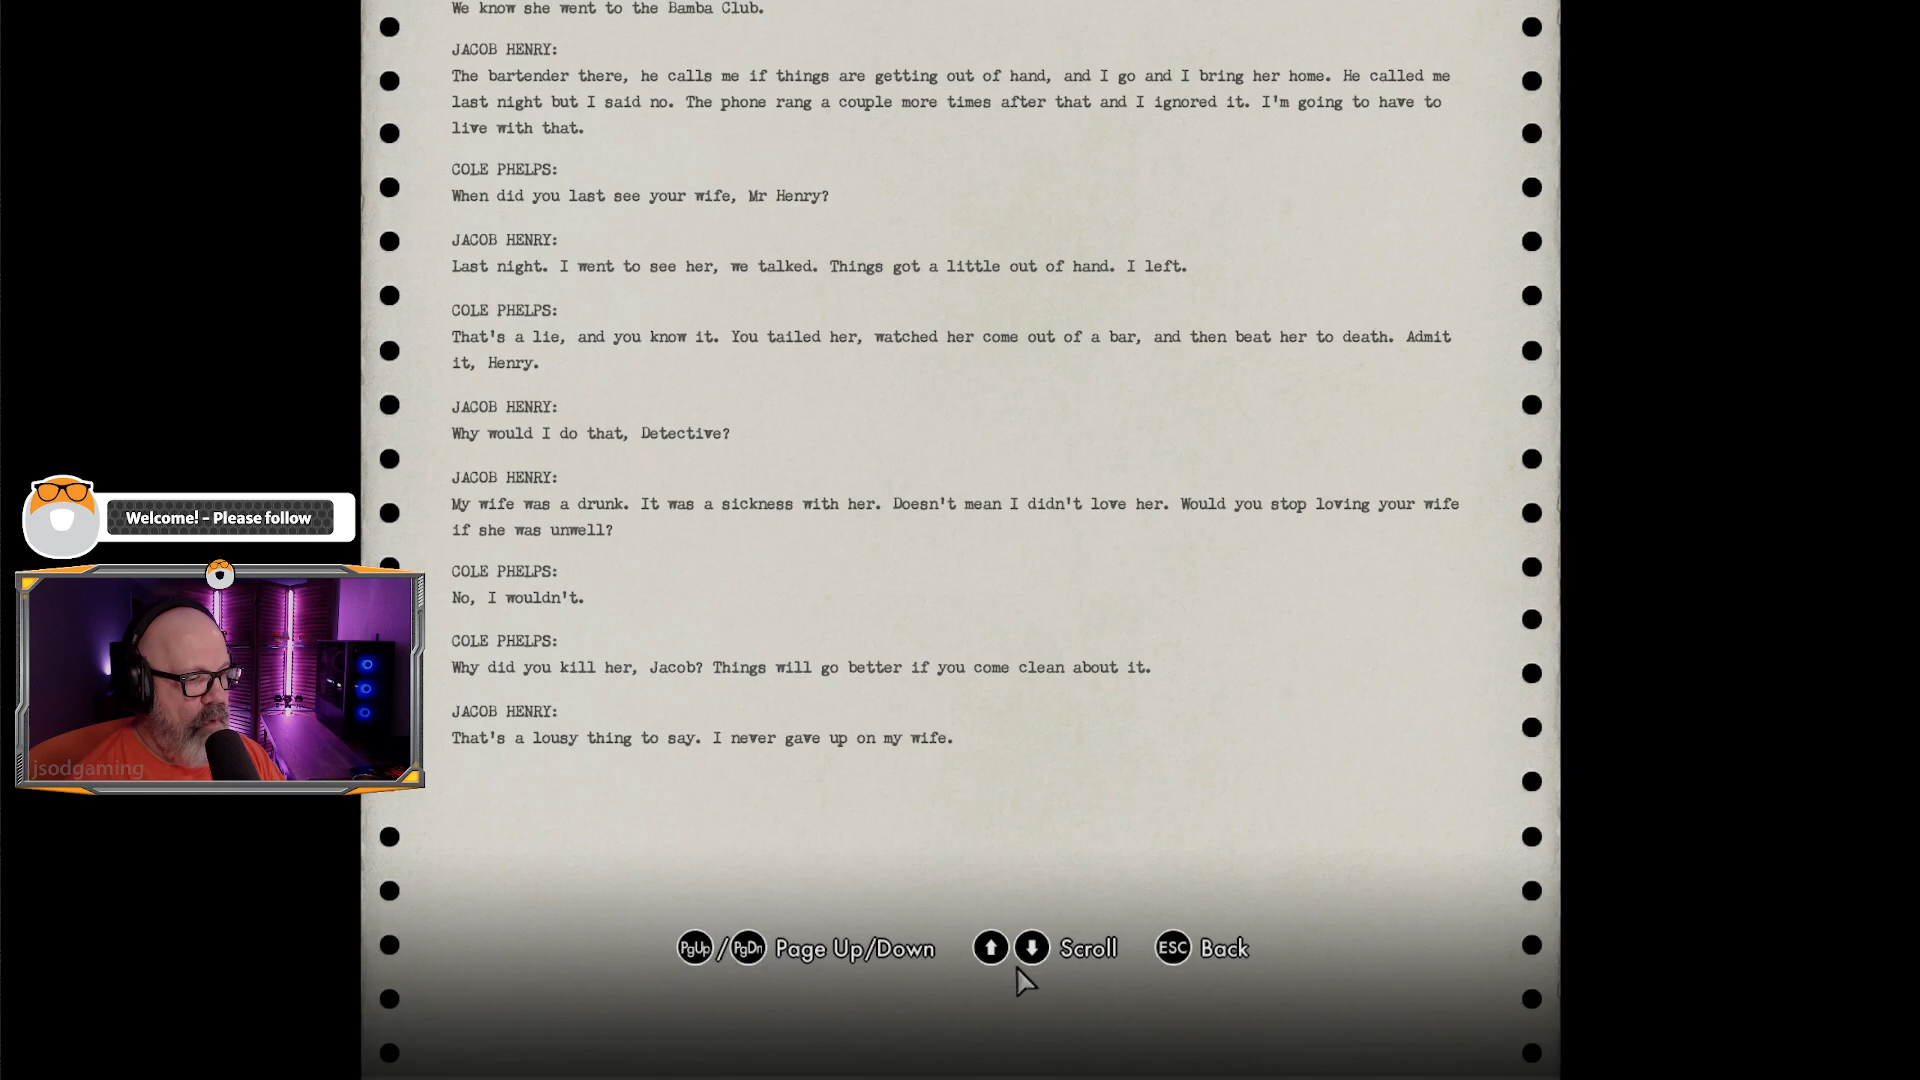 We know she went to the Bamba Club.
JACOB HENRY:
The bartender there, he calls me if things are getting out of hand, and I go and I bring her home. He called me
last night but I said no. The phone rang a couple more times after that and I ignored it. I'm going to have to
live with that.
COLE PHELPS:
When did you last see your wife, Mr Henry?
JACOB HENRY:
Last night. I went to see her, we talked. Things got a little out of hand. I left.
COLE PHELPS:
That's a lie, and you know it. You tailed her, watched her come out of a bar, and then beat her to death. Admit
it, Henry.
JACOB HENRY:
Why would I do that, Detective?
JACOB HENRY:
My wife was a drunk. It was a sickness with her. Doesn't mean I didn't love her. Would you stop loving your wife
if she was unwell?
COLE PHELPS:
No, I wouldn't.
COLE PHELPS:
Why did you kill her, Jacob? Things will go better if you come clean about it.
JACOB HENRY:
That's a lousy thing to say. I never gave up on my wife.
Welcome! - Please follow
jsodgaming
PgUp / PgDn Page Up/Down Scroll ESC Back